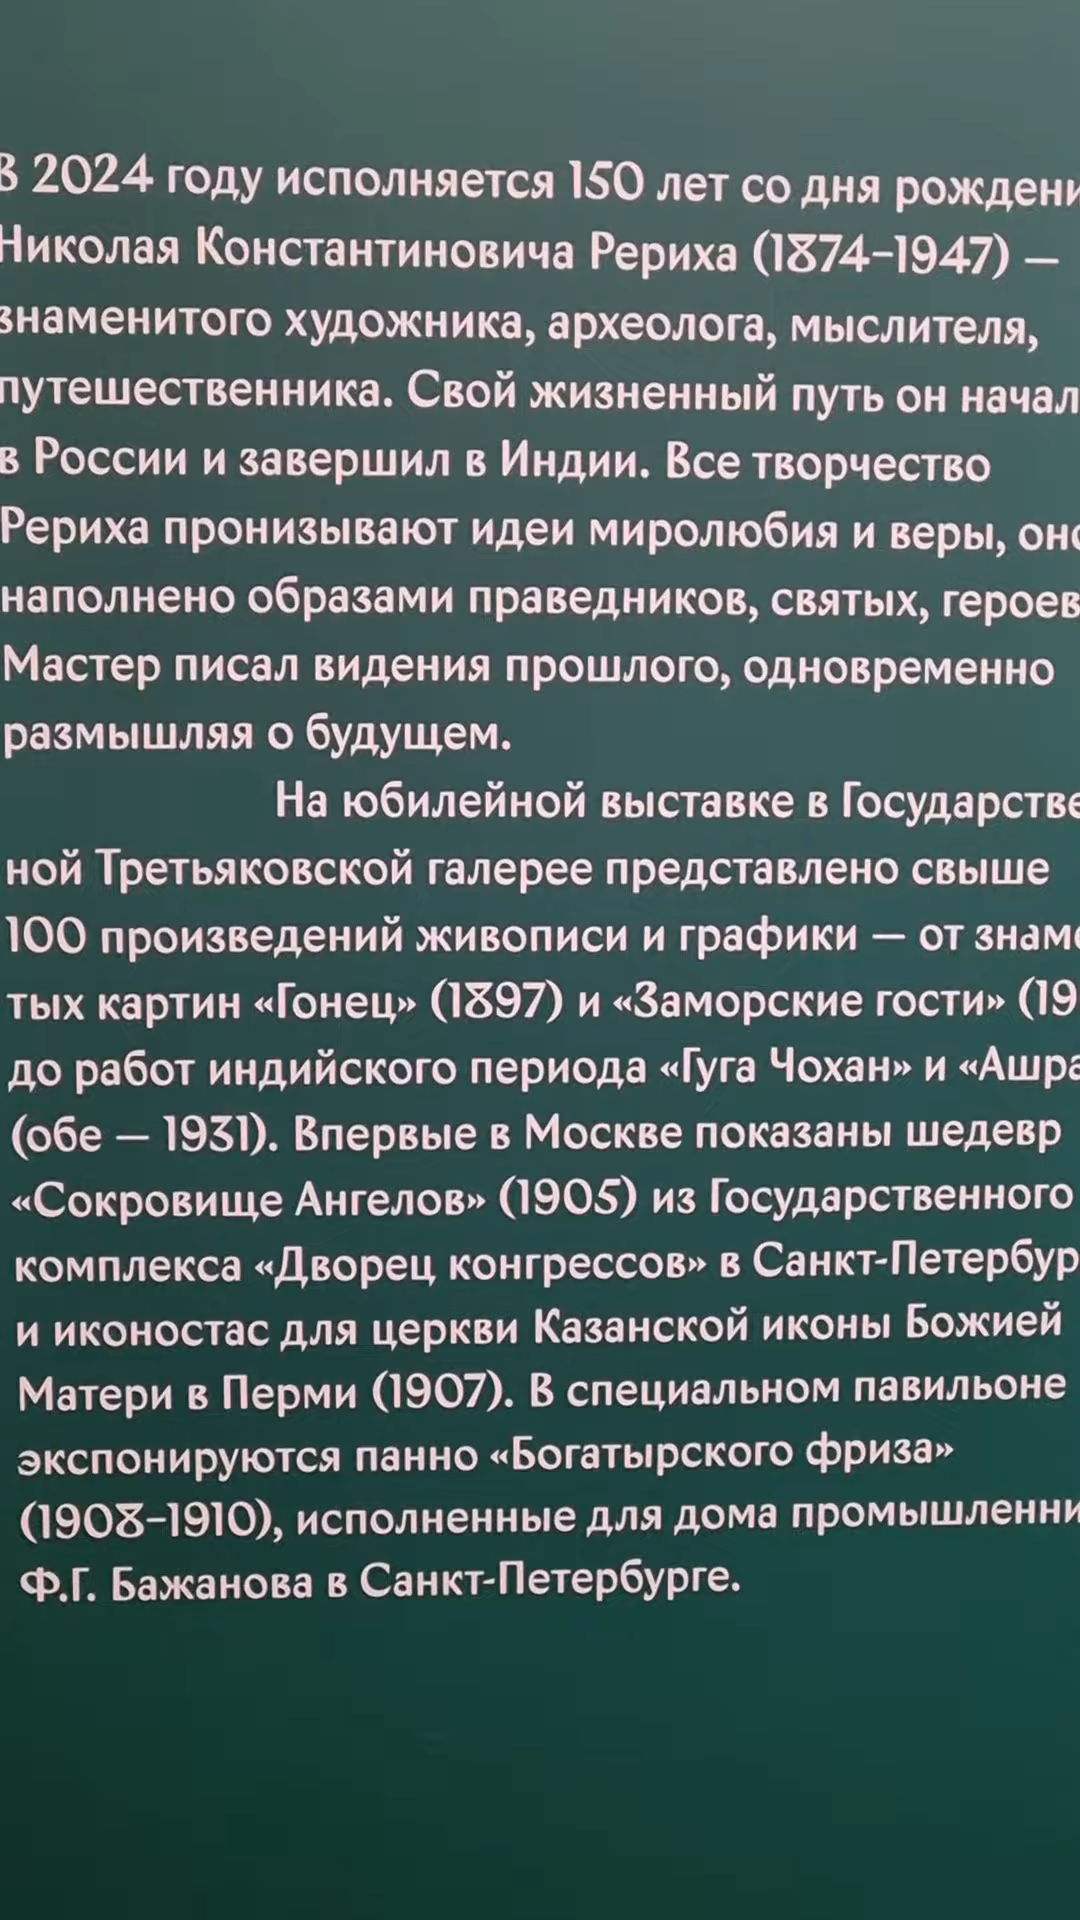 В 2024 году исполняется 150 лет со дня рождени
Николая Константиновича Рериха (1874–1947) —
знаменитого художника, археолога, мыслителя,
путешественника. Свой жизненный путь он начал
в России и завершил в Индии. Все творчество
Рериха пронизывают идеи миролюбия и веры, оно
наполнено образами праведников, святых, героев
Мастер писал видения прошлого, одновременно
размышляя о будущем.
На юбилейной выставке в Государстве
ной Третьяковской галерее представлено свыше
100 произведений живописи и графики — от знаме
тых картин «Гонец» (1897) и «Заморские гости» (19
до работ индийского периода «Гуга Чохан» и «Ашра
(обе — 1931). Впервые в Москве показаны шедевр
«Сокровище Ангелов» (1905) из Государственного
комплекса «Дворец конгрессов» в Санкт-Петербур
и иконостас для церкви Казанской иконы Божией
Матери в Перми (1907). В специальном павильоне
экспонируются панно «Богатырского фриза»
(1908–1910), исполненные для дома промышленни
Ф.Г. Бажанова в Санкт-Петербурге.